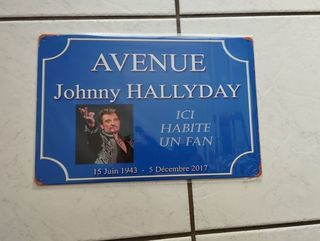 AVENUE
Johnny HALLYDAY
ICI
HABITE
UN FAN
15 Juin 1943 - 5 Décembre 2017